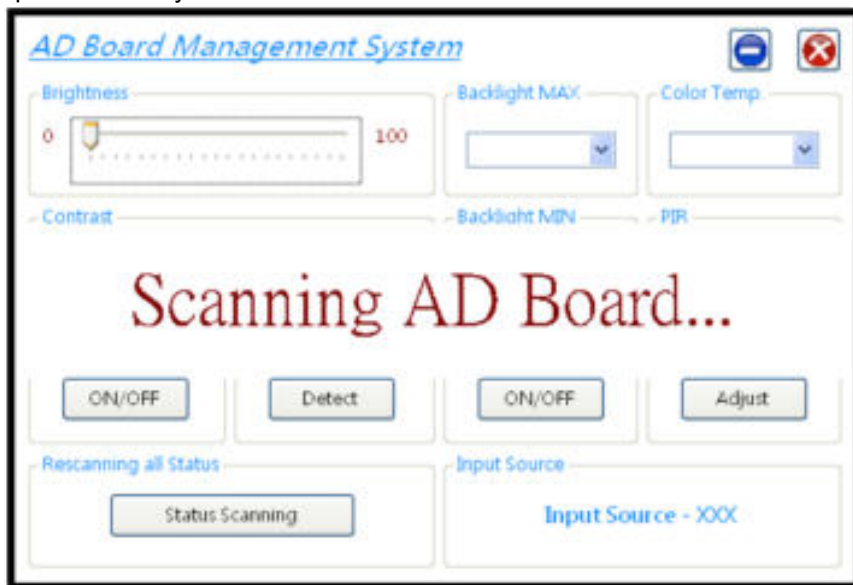 AD Board Management System
Brightness
Backlight MAX
Color Temp.
0
100
Contrast
Backlight MIN
PIR
Scanning AD Board...
ON/OFF
Detect
ON/OFF
Adjust
Rescanning all Status
Input Source
Status Scanning
Input Source - XXX